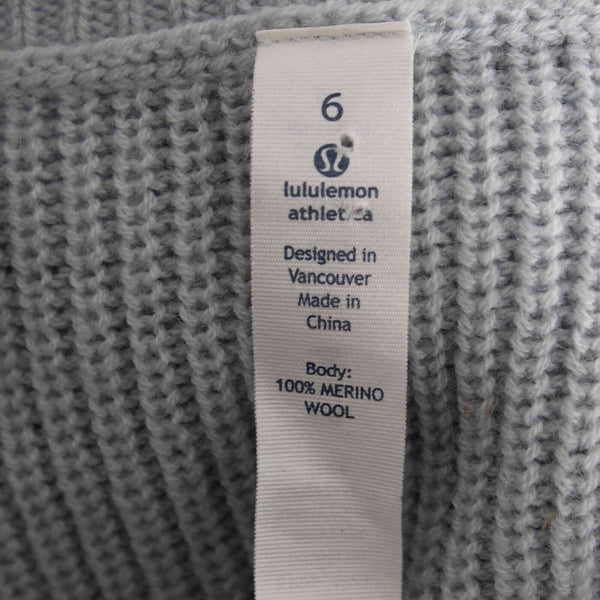 6
lululemon
athletica
Designed in
Vancouver
Made in
China
Body:
100% MERINO
WOOL